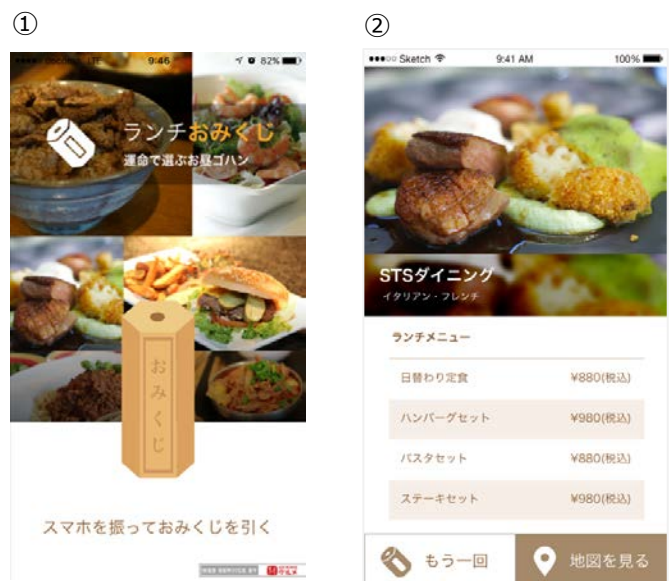 ①
9:46
82%
ランチおみくじ
運命で選ぶお昼ゴハン
おみくじ
スマホを振っておみくじを引く
WEB SERVICE BY
②
Sketch
9:41 AM
100%
STSダイニング
イタリアン・フレンチ
ランチメニュー
日替わり定食 ¥880(税込)
ハンバーグセット ¥980(税込)
パスタセット ¥880(税込)
ステーキセット ¥980(税込)
もう一回
地図を見る